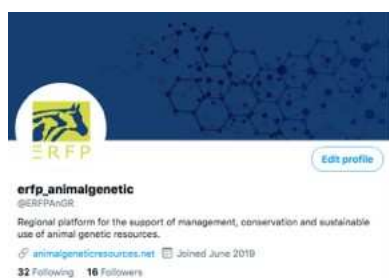 ERFP
Edit profile
erfp_animalgenetic
@ERFPAnGR
Regional platform for the support of management, conservation and sustainable
use of animal genetic resources.
animalgeneticresources.net Joined June 2019
32 Following 16 Followers